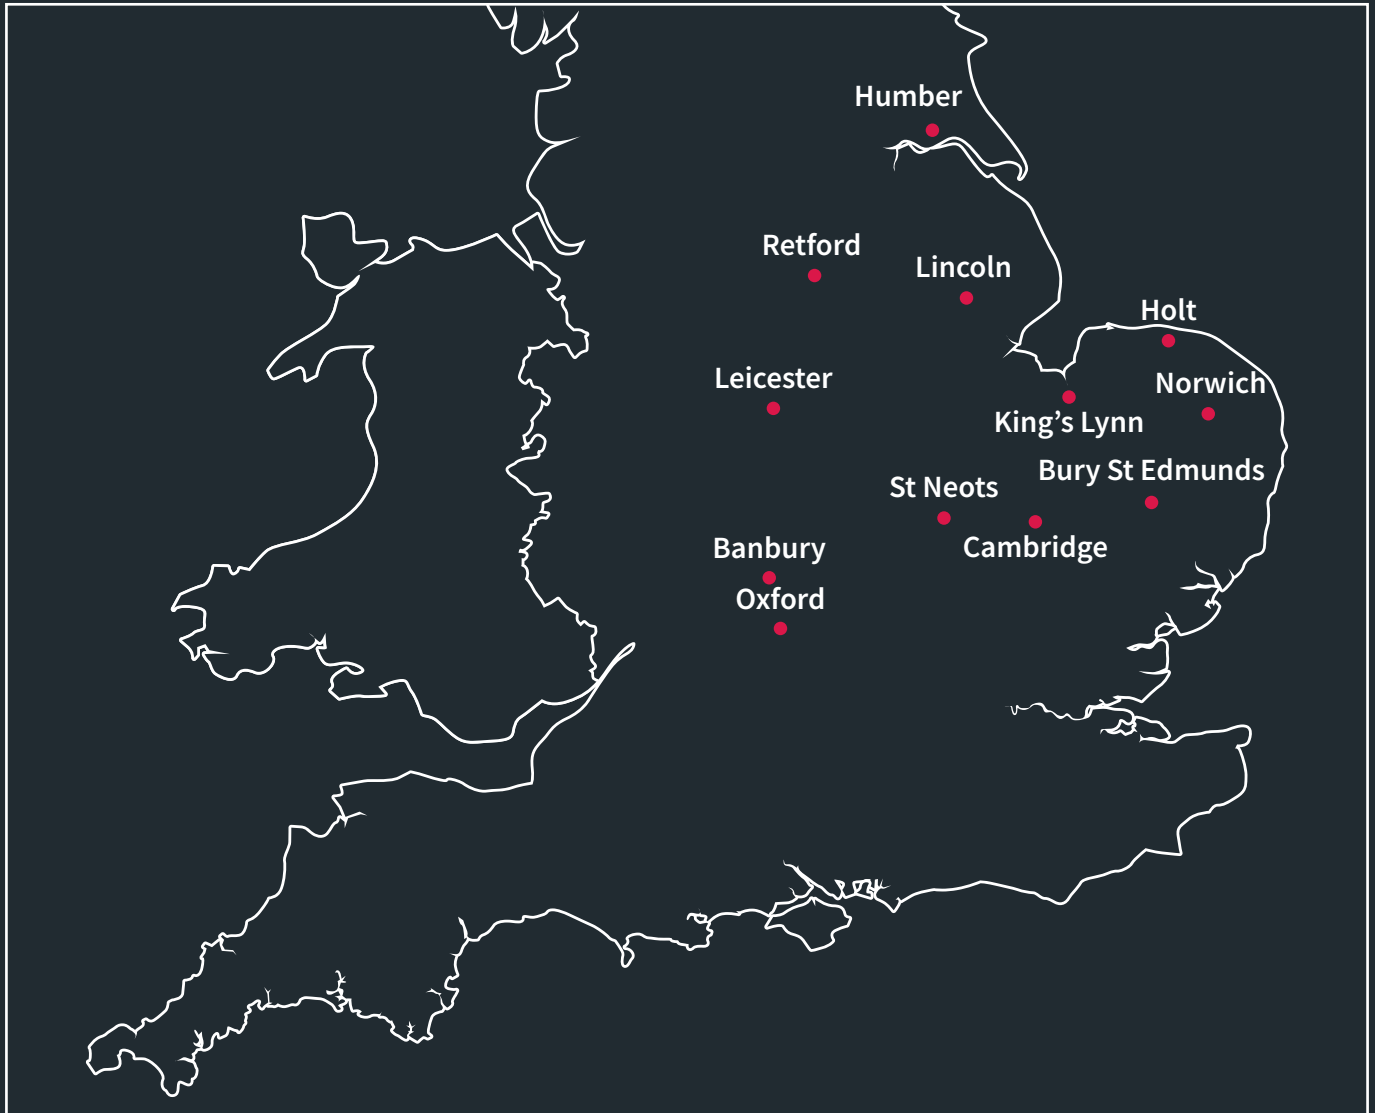 Humber
Retford
Lincoln
Holt
Leicester
Norwich
King’s Lynn
Bury St Edmunds
St Neots
Cambridge
Banbury
Oxford